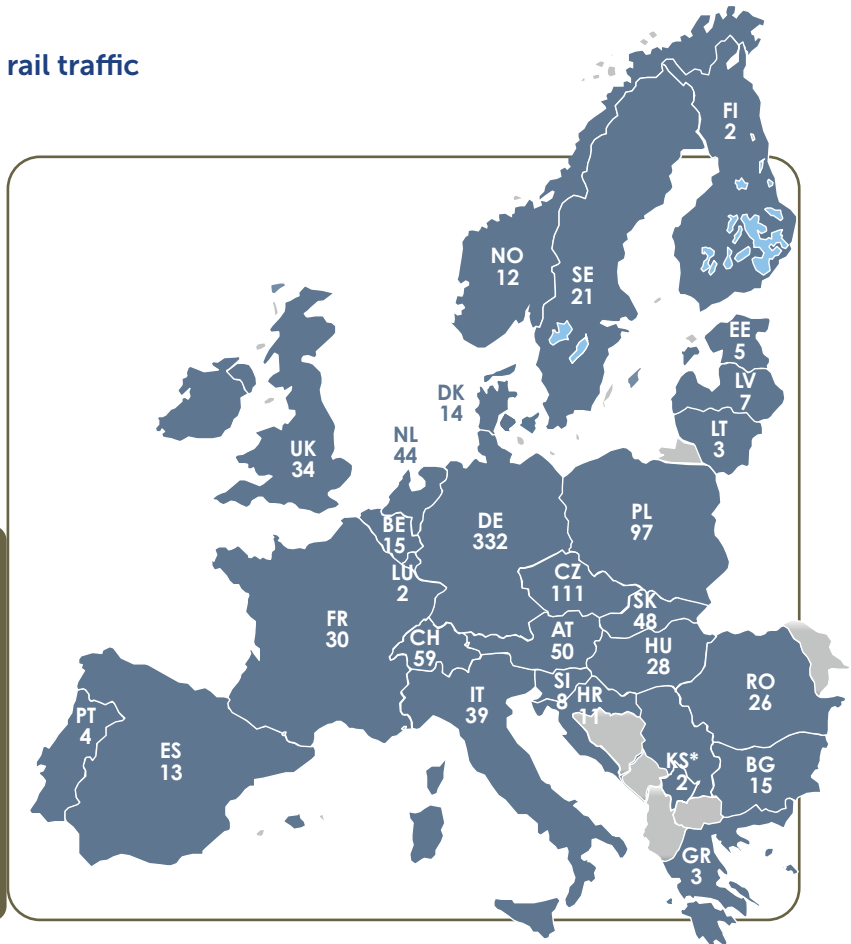 rail traffic
FI
2
NO
12
SE
21
EE
5
LV
7
LT
3
DK
14
NL
44
UK
34
BE
15
DE
332
PL
97
LU
2
CZ
111
SK
48
FR
30
CH
59
AT
50
HU
28
SI
8
HR
11
IT
39
RO
26
PT
4
ES
13
KS*
2
BG
15
GR
3